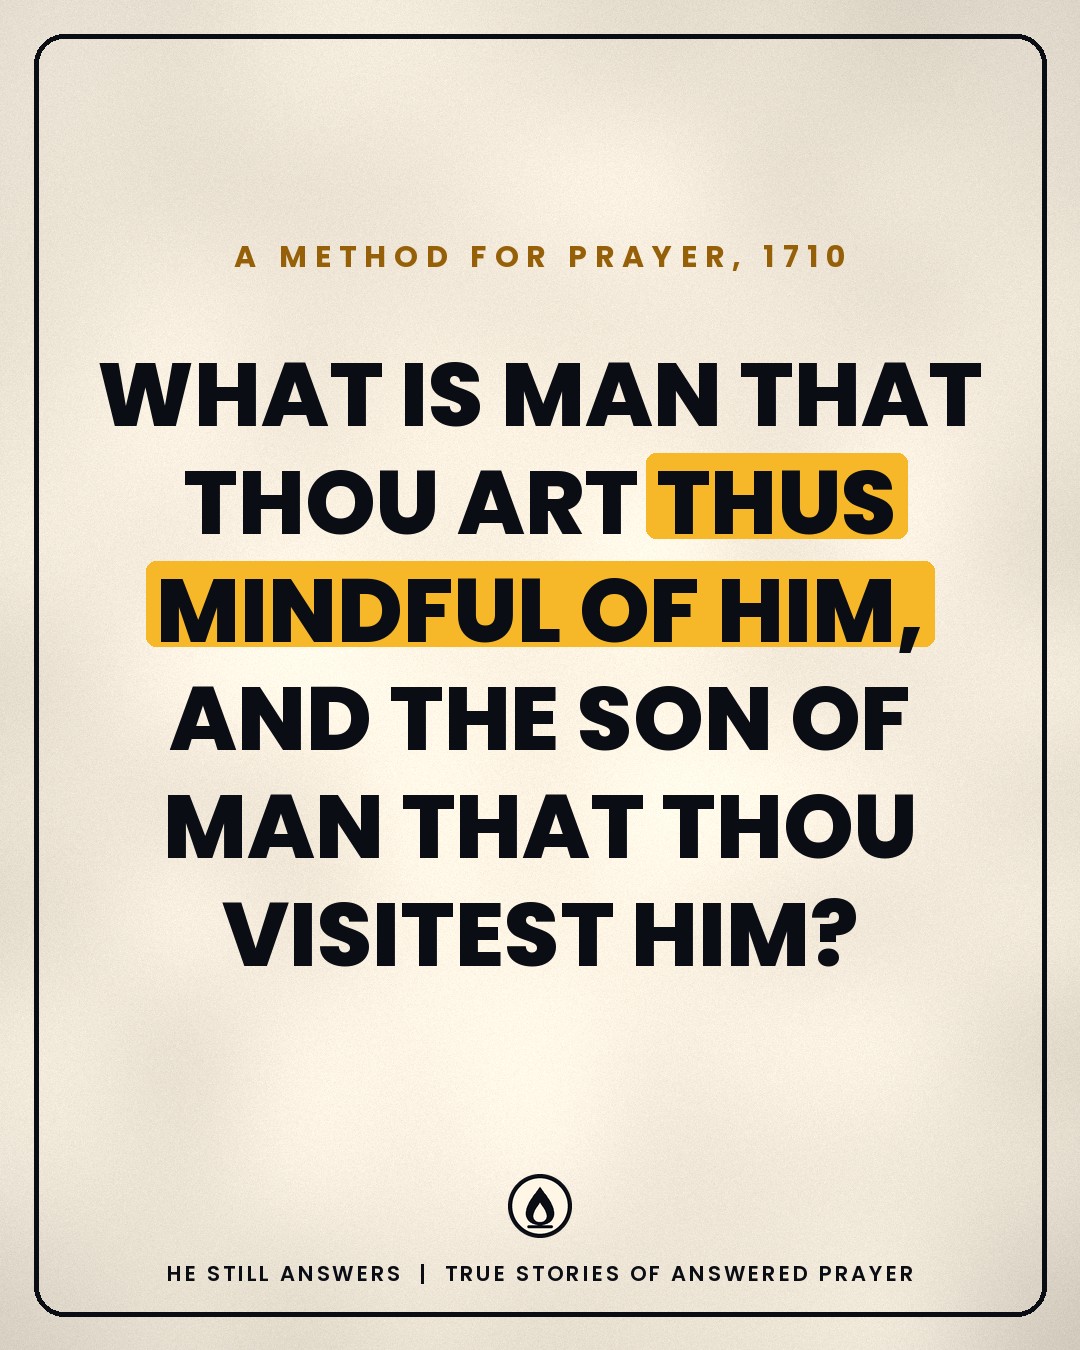 A METHOD FOR PRAYER, 1710
WHAT IS MAN THAT
THOU ART THUS
MINDFUL OF HIM,
AND THE SON OF
MAN THAT THOU
VISITEST HIM?
HE STILL ANSWERS | TRUE STORIES OF ANSWERED PRAYER